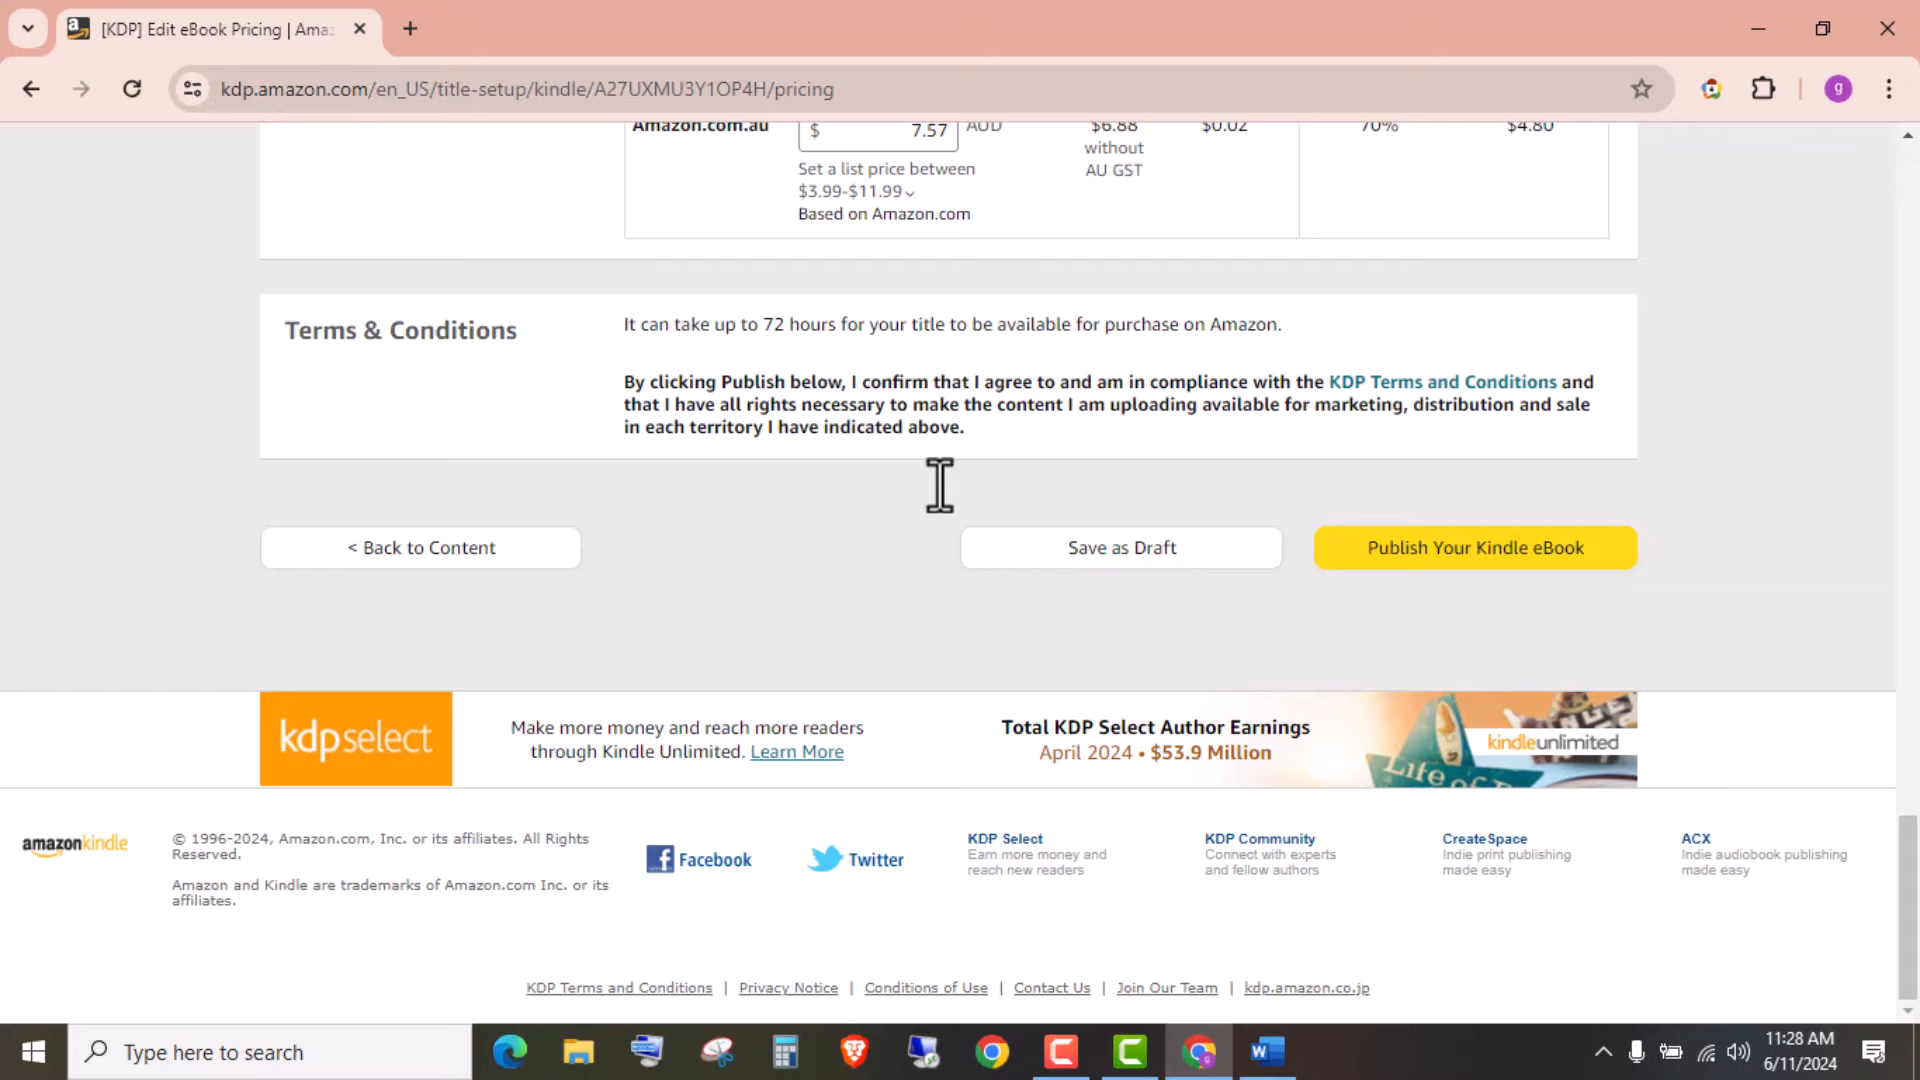 [KDP] Edit eBook Pricing | Ama
kdp.amazon.com/en_US/title-setup/kindle/A27UXMU3Y1OP4H/pricing
g
Amazon.com.au $ 7.57 AUD $6.88 $0.02 70% $4.80
without
AU GST
Set a list price between
$3.99-$11.99
Based on Amazon.com
Terms & Conditions
It can take up to 72 hours for your title to be available for purchase on Amazon.
By clicking Publish below, I confirm that I agree to and am in compliance with the KDP Terms and Conditions and
that I have all rights necessary to make the content I am uploading available for marketing, distribution and sale
in each territory I have indicated above.
< Back to Content
Save as Draft
Publish Your Kindle eBook
kdpselect
Make more money and reach more readers
through Kindle Unlimited. Learn More
Total KDP Select Author Earnings
April 2024 • $53.9 Million
kindleunlimited
Life of
amazonkindle
© 1996-2024, Amazon.com, Inc. or its affiliates. All Rights
Reserved.
Amazon and Kindle are trademarks of Amazon.com Inc. or its
affiliates.
Facebook
Twitter
KDP Select
Earn more money and
reach new readers
KDP Community
Connect with experts
and fellow authors
CreateSpace
Indie print publishing
made easy
ACX
Indie audiobook publishing
made easy
KDP Terms and Conditions | Privacy Notice | Conditions of Use | Contact Us | Join Our Team | kdp.amazon.co.jp
Type here to search
11:28 AM
6/11/2024